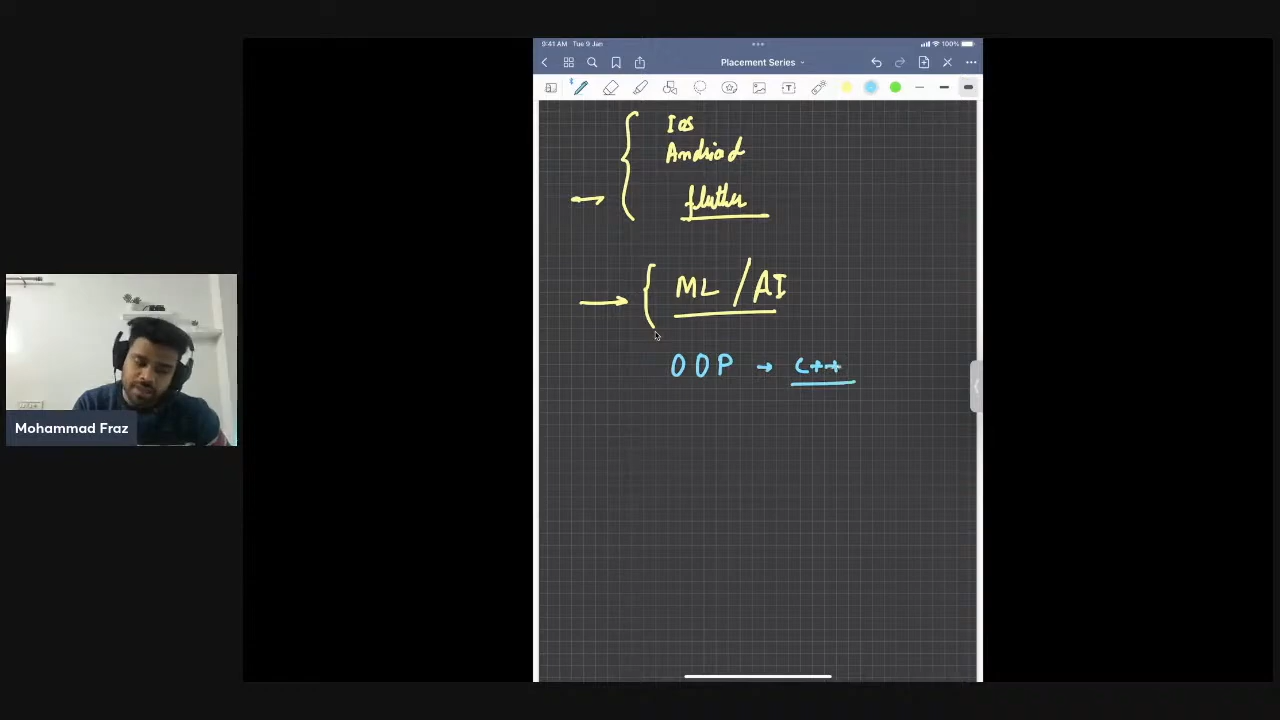 9:41 AM Tue 9 Jan
100%
Placement Series
T
Ios
Android
flutter
ML / AI
OOP → C++
Mohammad Fraz